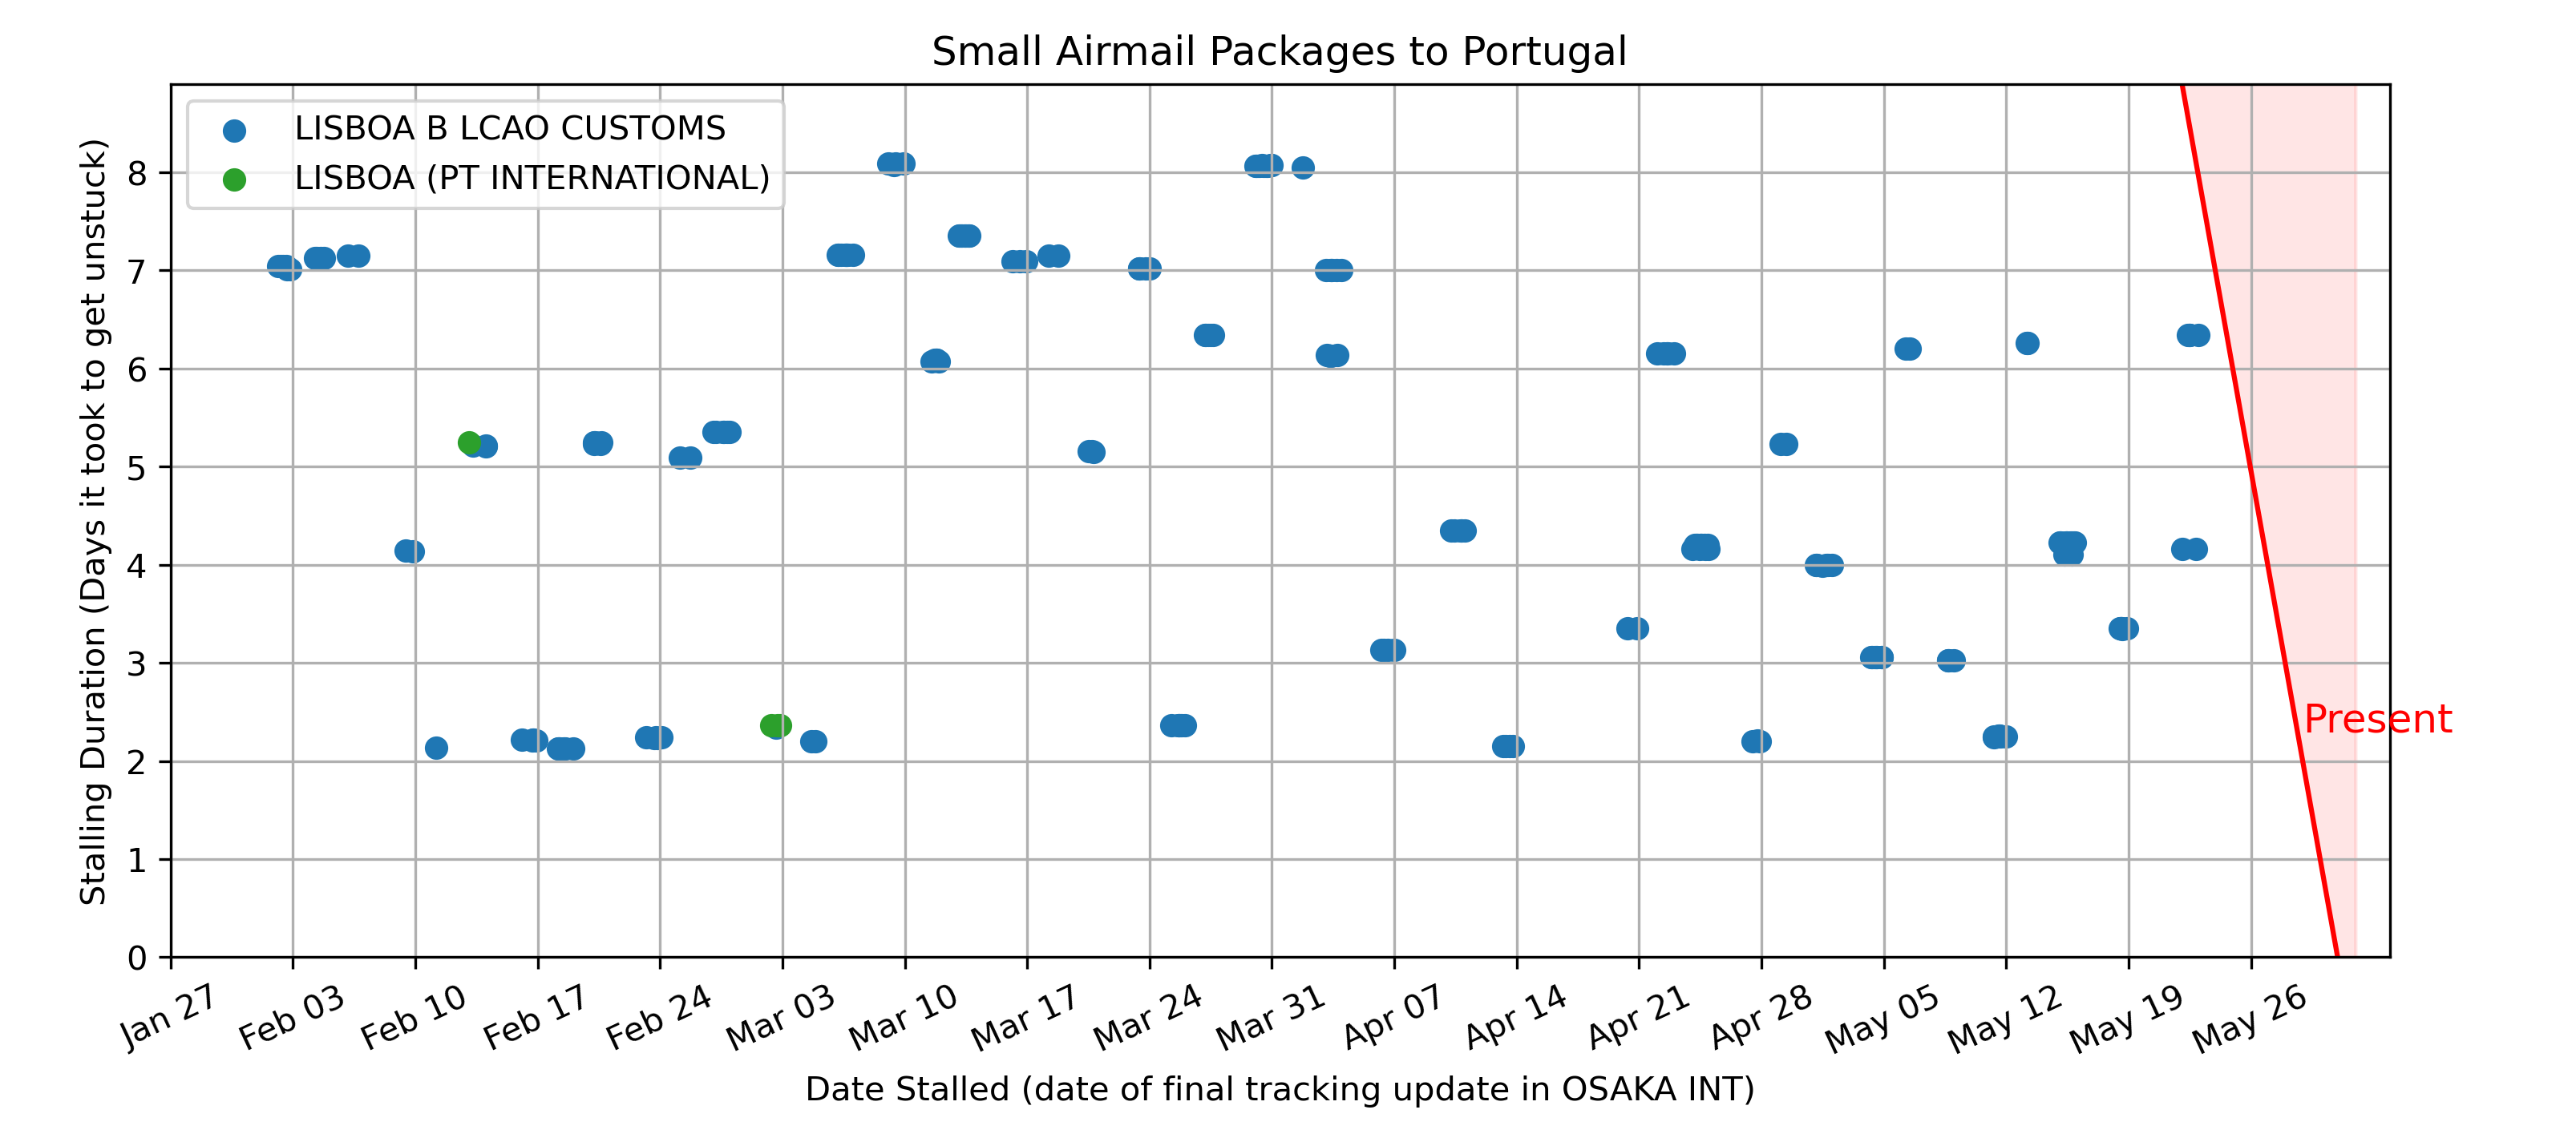 Small Airmail Packages to Portugal
LISBOA B LCAO CUSTOMS
LISBOA (PT INTERNATIONAL)
Stalling Duration (Days it took to get unstuck)
8
7
6
5
4
3
2
1
0
Present
Jan 27
Feb 03
Feb 10
Feb 17
Feb 24
Mar 03
Mar 10
Mar 17
Mar 24
Mar 31
Apr 07
Apr 14
Apr 21
Apr 28
May 05
May 12
May 19
May 26
Date Stalled (date of final tracking update in OSAKA INT)